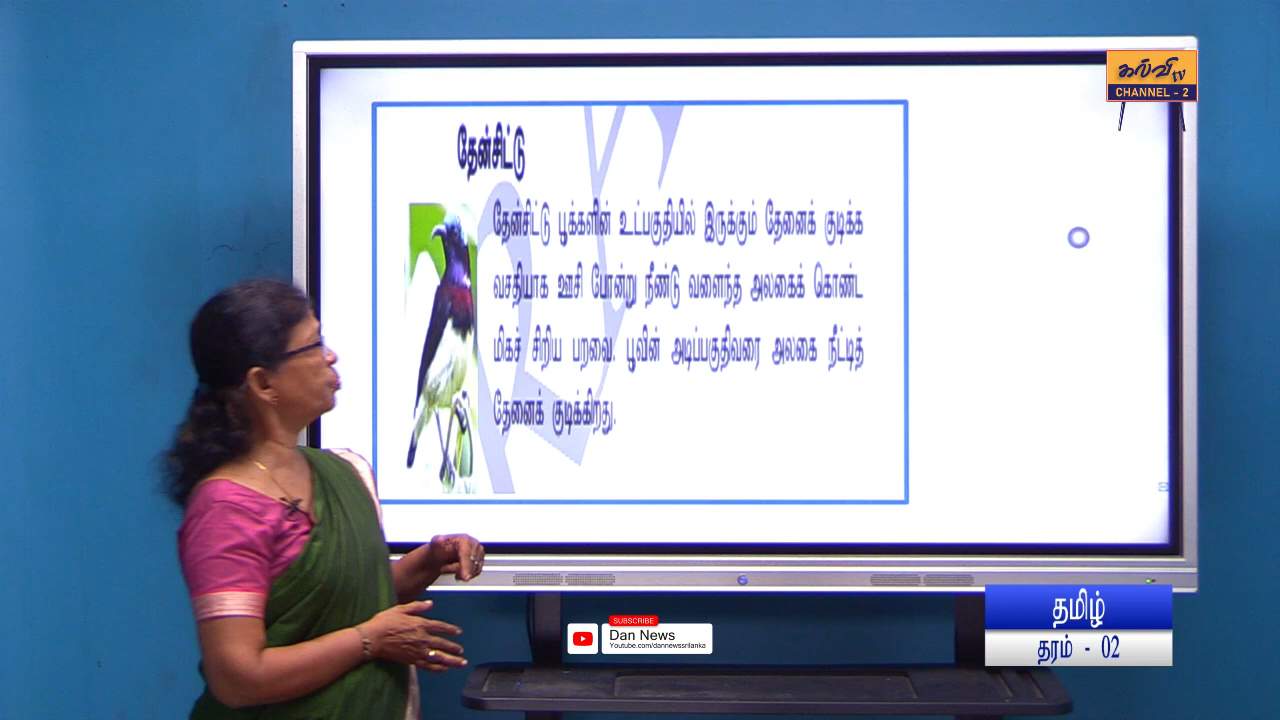 கல்வி tv
CHANNEL - 2
தேன்சிட்டு
தேன்சிட்டு பூக்களின் உட்பகுதியில் இருக்கும் தேனைக் குடிக்க
வசதியாக ஊசி போன்று நீண்டு வளைந்த அலகைக் கொண்ட
மிகச் சிறிய பறவை. பூவின் அடிப்பகுதிவரை அலகை நீட்டித்
தேனைக் குடிக்கிறது.
தமிழ்
தரம் - 02
SUBSCRIBE
Dan News
Youtube.com/dannewssrilanka